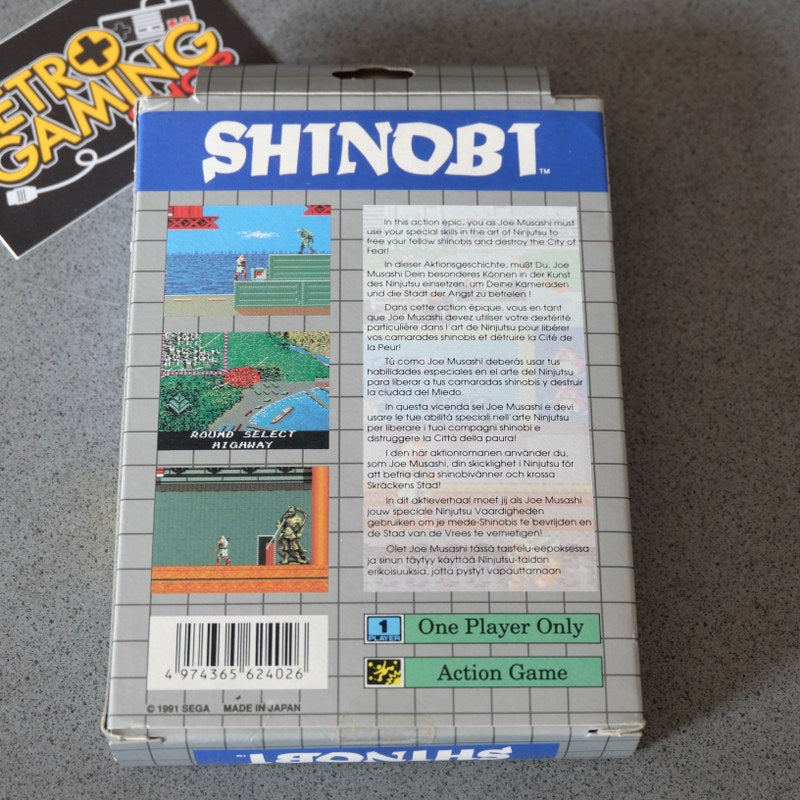 RETRO
GAMING
SHOP
SHINOBI™
In this action epic, you as Joe Musashi must
use your special skills in the art of Ninjutsu to
free your fellow shinobis and destroy the City of
Fear!
In dieser Aktionsgeschichte, mußt Du, Joe
Musashi Dein besonderes Können in der Kunst
des Ninjutsu einsetzen, um Deine Kameraden
und die Stadt der Angst zu befreien !
Dans cette action épique, vous en tant
que Joe Musashi devez utiliser votre dextérité
particulière dans l'art de Ninjutsu pour libérer
vos camarades shinobis et détruire la Cité de
la Peur!
Tú como Joe Musashi deberás usar tus
habilidades especiales en el arte del Ninjutsu
para liberar a tus camaradas shinobis y destruir
la ciudad del Miedo.
In questa vicenda sei Joe Musashi e devi
usare le tue abilità speciali nell'arte Ninjutsu
per liberare i tuoi compagni shinobi e
distruggere la Città della paura!
I den här aktionromanen använder du,
som Joe Musashi, din skicklighet i Ninjutsu för
att befria dina shinobivänner och krossa
Skräckens Stad!
In dit aktieverhaal moet jij als Joe Musashi
jouw speciale Ninjutsu Vaardigheden
gebruiken om je mede-Shinobis te bevrijden en
de Stad van de Vrees te vernietigen!
Olet Joe Musashi tässä taistelu-eepoksessa
ja sinun täytyy käyttää Ninjutsu-taidon
erikoisuuksia, jotta pystyt vapauttamaan
ROUND SELECT
HIGHWAY
4 974365 624026
© 1991 SEGA MADE IN JAPAN
1
PLAYER
One Player Only
Action Game
SHINOBI™